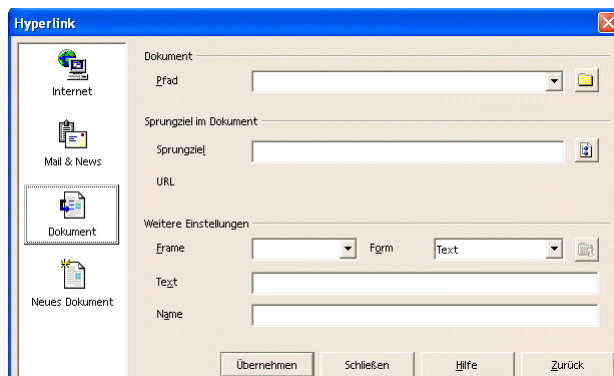 Hyperlink
Internet
Mail & News
Dokument
Neues Dokument
Dokument
Pfad
Sprungziel im Dokument
Sprungziel
URL
Weitere Einstellungen
Frame Form Text
Text
Name
Übernehmen Schließen Hilfe Zurück